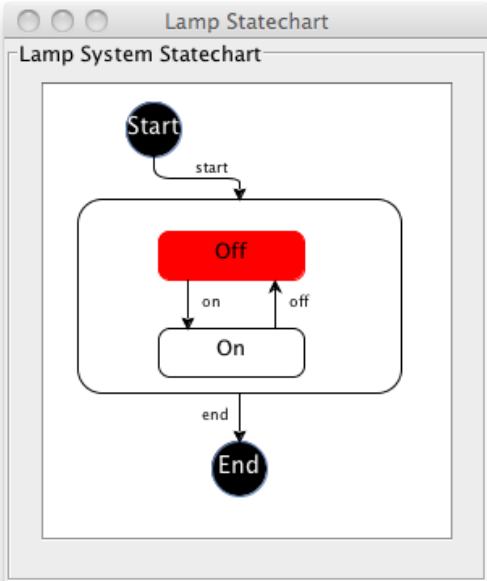 Lamp Statechart
Lamp System Statechart
Start
start
Off
on
off
On
end
End